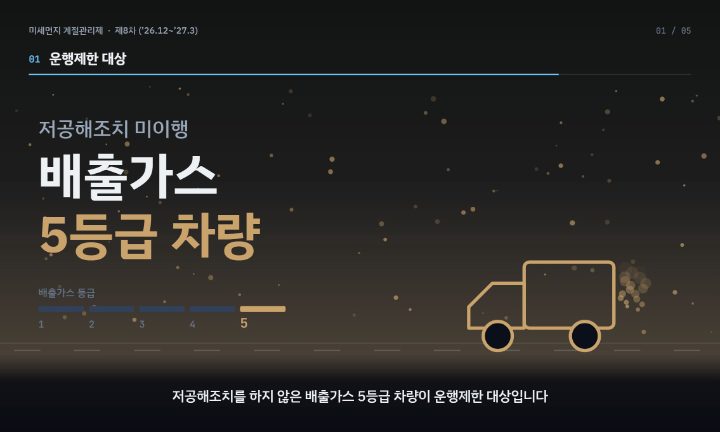 미세먼지 계절관리제 · 제8차 ('26.12~'27.3)
01 / 05
01 운행제한 대상
저공해조치 미이행
배출가스
5등급 차량
배출가스 등급
1 2 3 4 5
저공해조치를 하지 않은 배출가스 5등급 차량이 운행제한 대상입니다